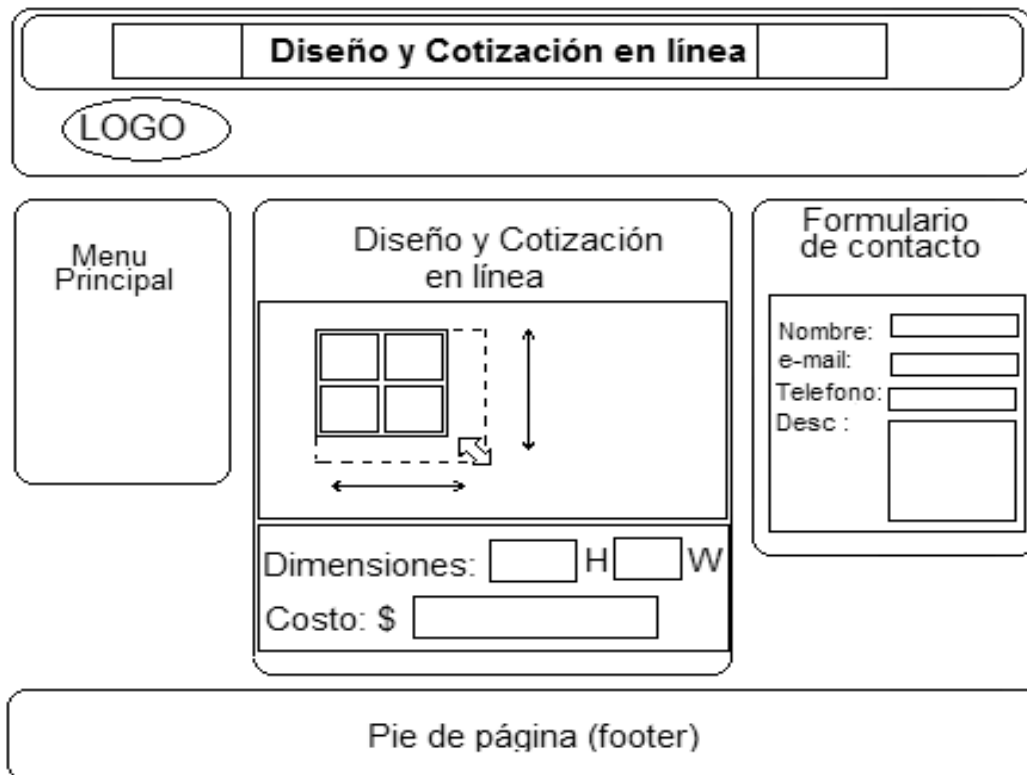 Diseño y Cotización en línea
LOGO
Menu
Principal
Diseño y Cotización
en línea
Dimensiones: H W
Costo: $
Formulario
de contacto
Nombre:
e-mail:
Telefono:
Desc :
Pie de página (footer)